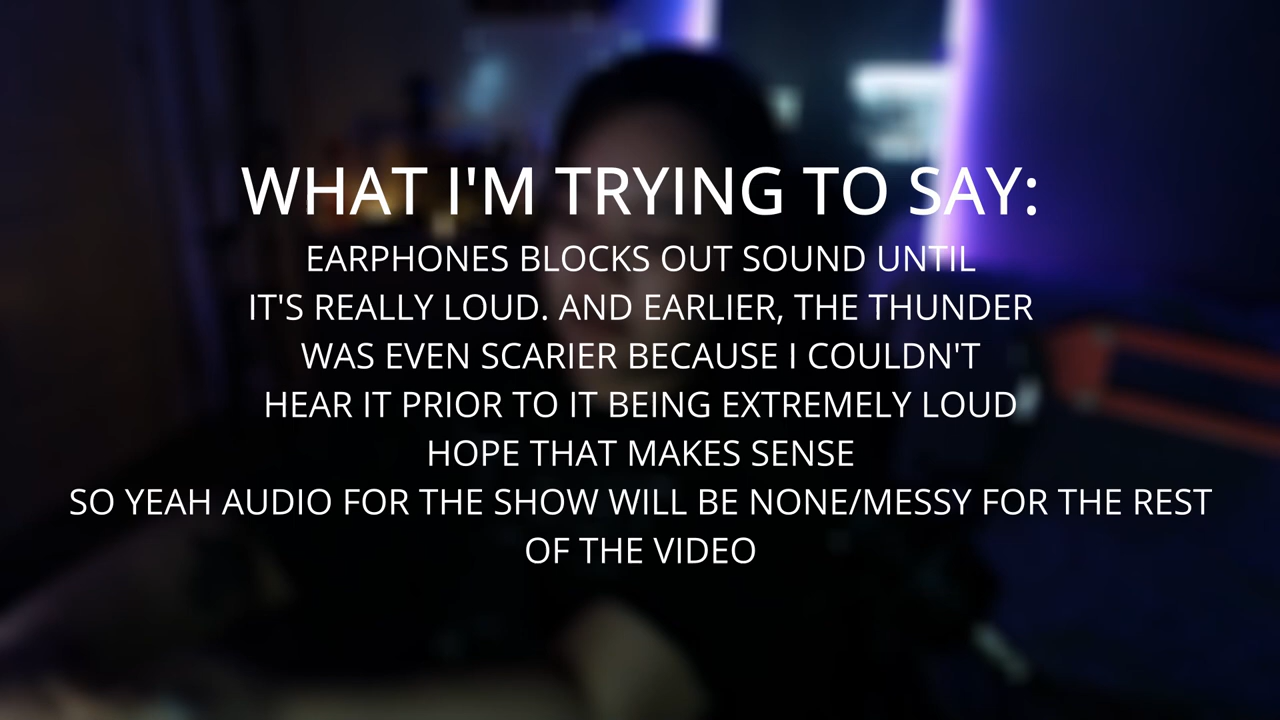 WHAT I'M TRYING TO SAY:
EARPHONES BLOCKS OUT SOUND UNTIL
IT'S REALLY LOUD. AND EARLIER, THE THUNDER
WAS EVEN SCARIER BECAUSE I COULDN'T
HEAR IT PRIOR TO IT BEING EXTREMELY LOUD
HOPE THAT MAKES SENSE
SO YEAH AUDIO FOR THE SHOW WILL BE NONE/MESSY FOR THE REST
OF THE VIDEO